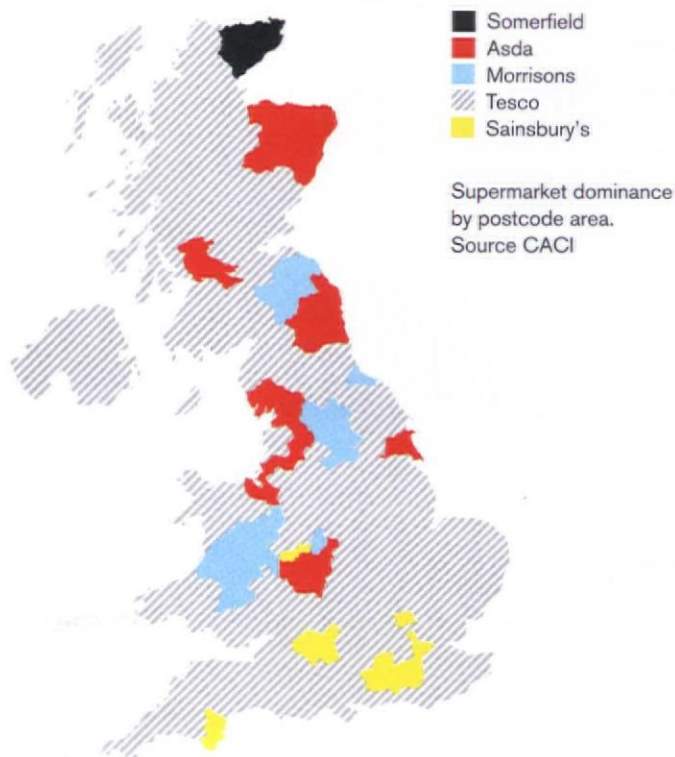 Somerfield
Asda
Morrisons
Tesco
Sainsbury's
Supermarket dominance
by postcode area.
Source CACI